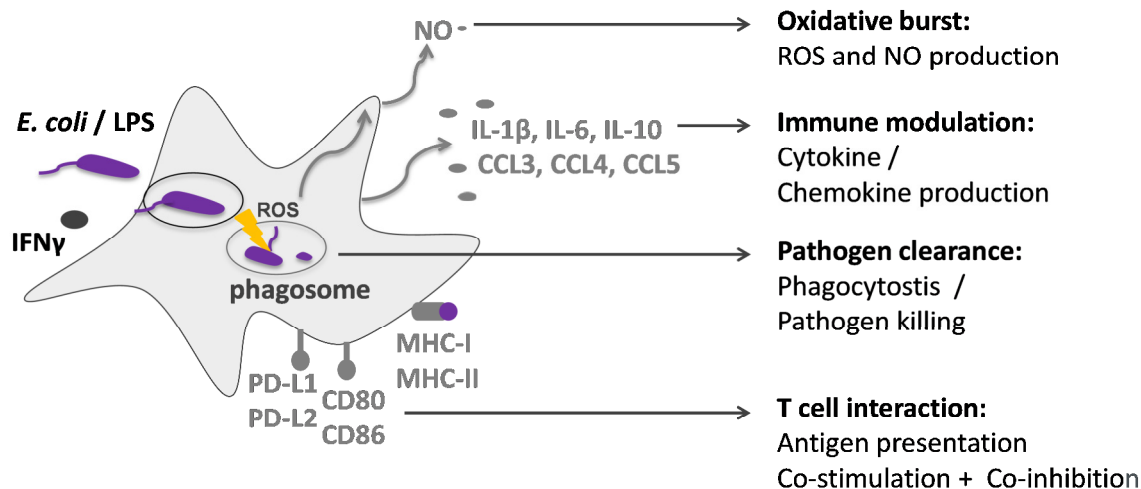 E. coli / LPS
IFNγ
ROS
phagosome
NO
IL-1β, IL-6, IL-10
CCL3, CCL4, CCL5
MHC-I
MHC-II
PD-L1
PD-L2
CD80
CD86
Oxidative burst:
ROS and NO production
Immune modulation:
Cytokine /
Chemokine production
Pathogen clearance:
Phagocytostis /
Pathogen killing
T cell interaction:
Antigen presentation
Co-stimulation + Co-inhibition